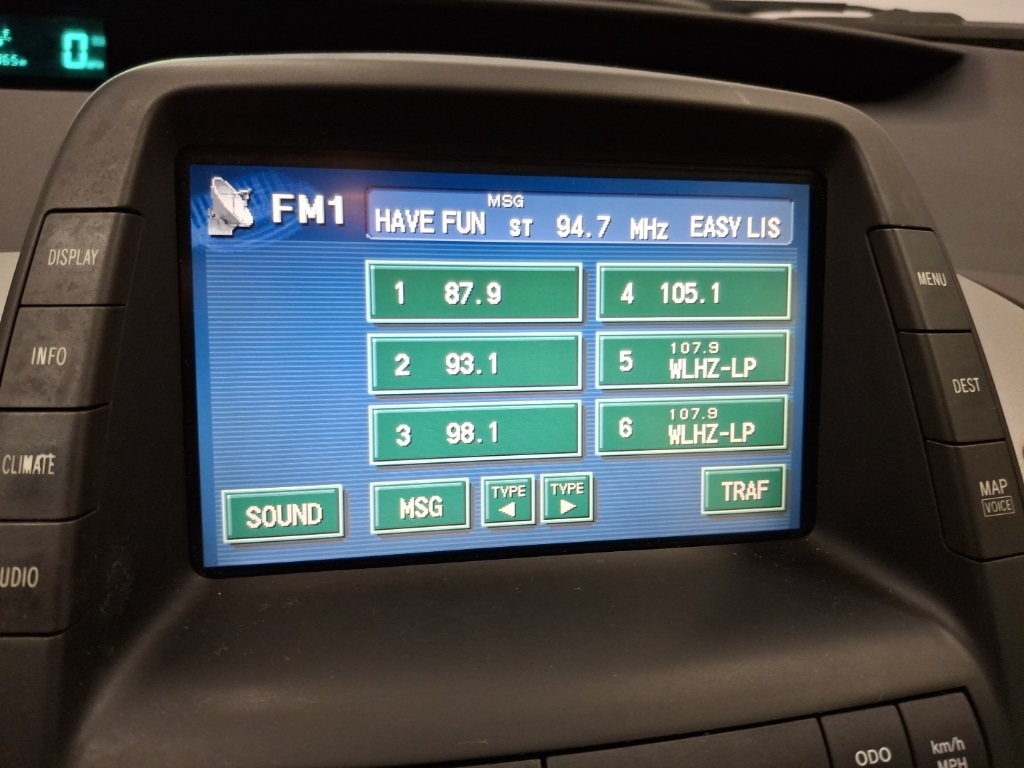 0
DISPLAY
INFO
CLIMATE
FM1
MSG
HAVE FUN ST 94.7 MHz EASY LIS
1 87.9
4 105.1
2 93.1
5 107.9
WLHZ-LP
3 98.1
6 107.9
WLHZ-LP
SOUND
MSG
TYPE ◄
TYPE ►
TRAF
MENU
DEST
MAP
VOICE
UDIO
ODO
km/h
MPH